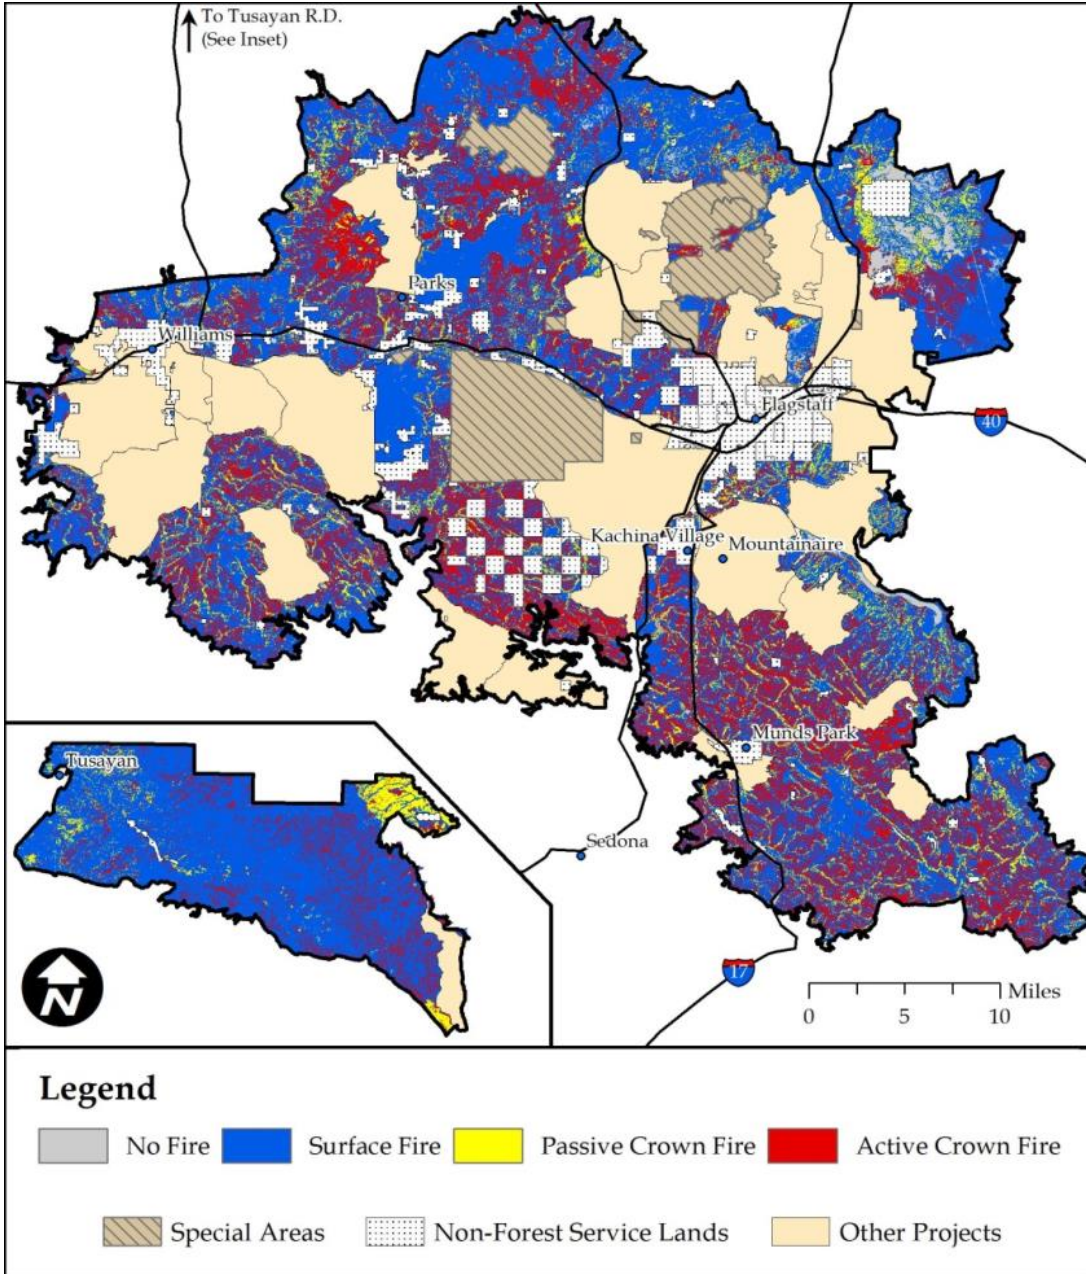 To Tusayan R.D.
(See Inset)
Parks
Williams
Flagstaff
40
Kachina Village
Mountainaire
Munds Park
Tusayan
Sedona
N
17
Miles
0 5 10
Legend
No Fire Surface Fire Passive Crown Fire Active Crown Fire
Special Areas Non-Forest Service Lands Other Projects